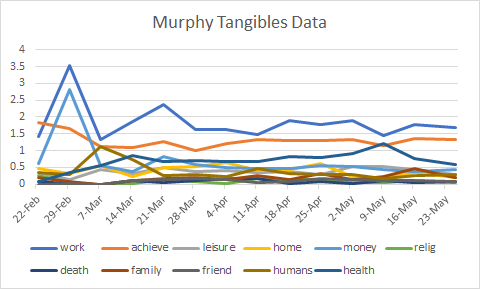 Murphy Tangibles Data
4
3.5
3
2.5
2
1.5
1
0.5
0
22-Feb 29-Feb 7-Mar 14-Mar 21-Mar 28-Mar 4-Apr 11-Apr 18-Apr 25-Apr 2-May 9-May 16-May 23-May
work achieve leisure home money relig
death family friend humans health